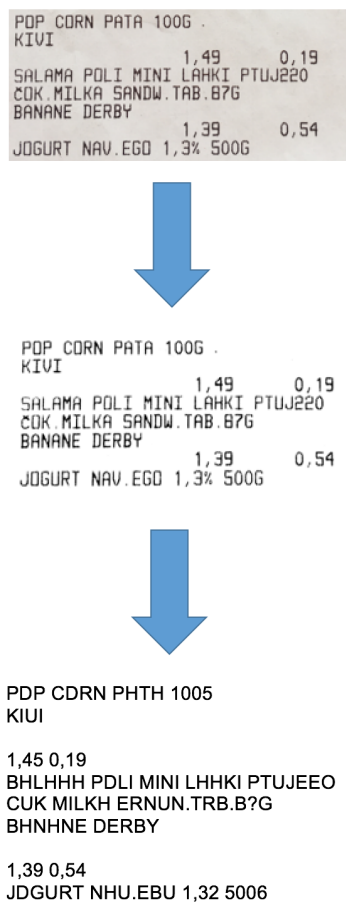 POP CORN PATA 100G .
KIVI
1,49 0,19
SALAMA POLI MINI LAHKI PTUJ220
ČOK.MILKA SANDW.TAB.87G
BANANE DERBY
1,39 0,54
JOGURT NAV.EGO 1,3% 500G
POP CORN PATA 100G .
KIVI
1,49 0,19
SALAMA POLI MINI LAHKI PTUJ220
ČOK.MILKA SANDW.TAB.87G
BANANE DERBY
1,39 0,54
JOGURT NAV.EGO 1,3% 500G
PDP CDRN PHTH 1005
KIUI
1,45 0,19
BHLHHH PDLI MINI LHHKI PTUJEEO
CUK MILKH ERNUN.TRB.B?G
BHNHNE DERBY
1,39 0,54
JDGURT NHU.EBU 1,32 5006